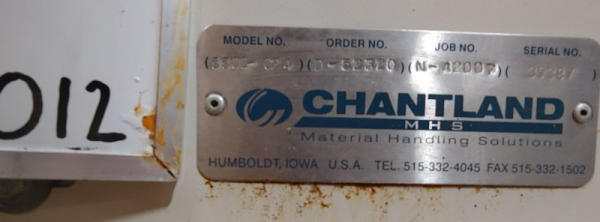 MODEL NO. ORDER NO. JOB NO. SERIAL NO.
012
CHANTLAND
MHS
Material Handling Solutions
HUMBOLDT, IOWA U.S.A. TEL. 515-332-4045 FAX 515-332-1502